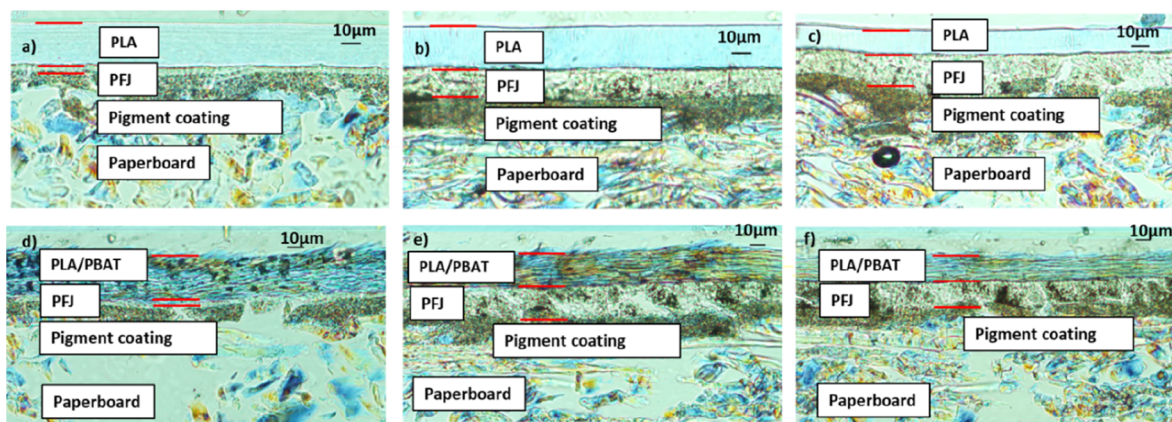 a)
10µm
PLA
PFJ
Pigment coating
Paperboard
b)
10µm
PLA
PFJ
Pigment coating
Paperboard
c)
10µm
PLA
PFJ
Pigment coating
Paperboard
d)
10µm
PLA/PBAT
PFJ
Pigment coating
Paperboard
e)
10µm
PLA/PBAT
PFJ
Pigment coating
Paperboard
f)
10µm
PLA/PBAT
PFJ
Pigment coating
Paperboard